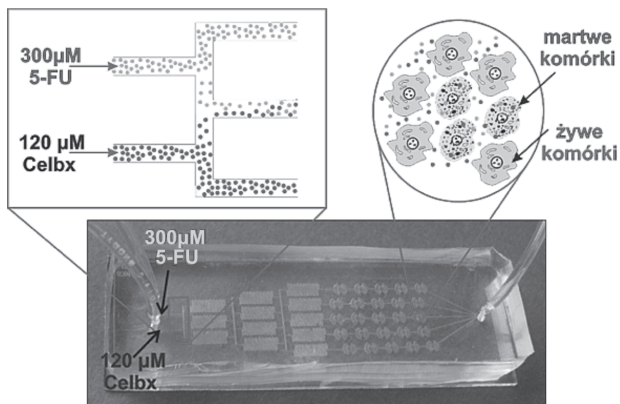 300µM
5-FU
120 µM
Celbx
martwe
komórki
żywe
komórki
300µM
5-FU
120 µM
Celbx